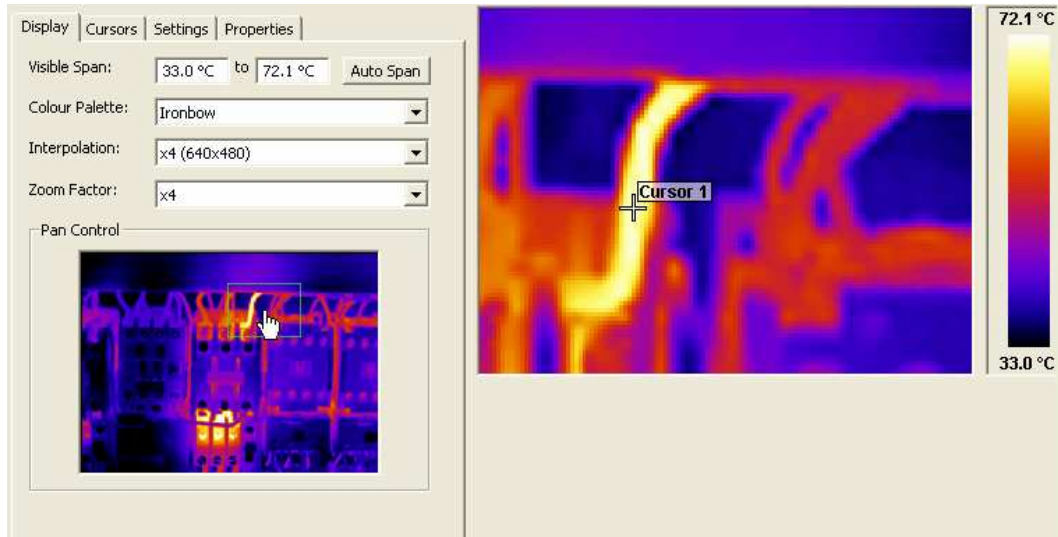 Display Cursors Settings Properties
Visible Span: 33.0 °C to 72.1 °C Auto Span
Colour Palette: Ironbow
Interpolation: x4 (640x480)
Zoom Factor: x4
Pan Control
Cursor 1
72.1 °C
33.0 °C